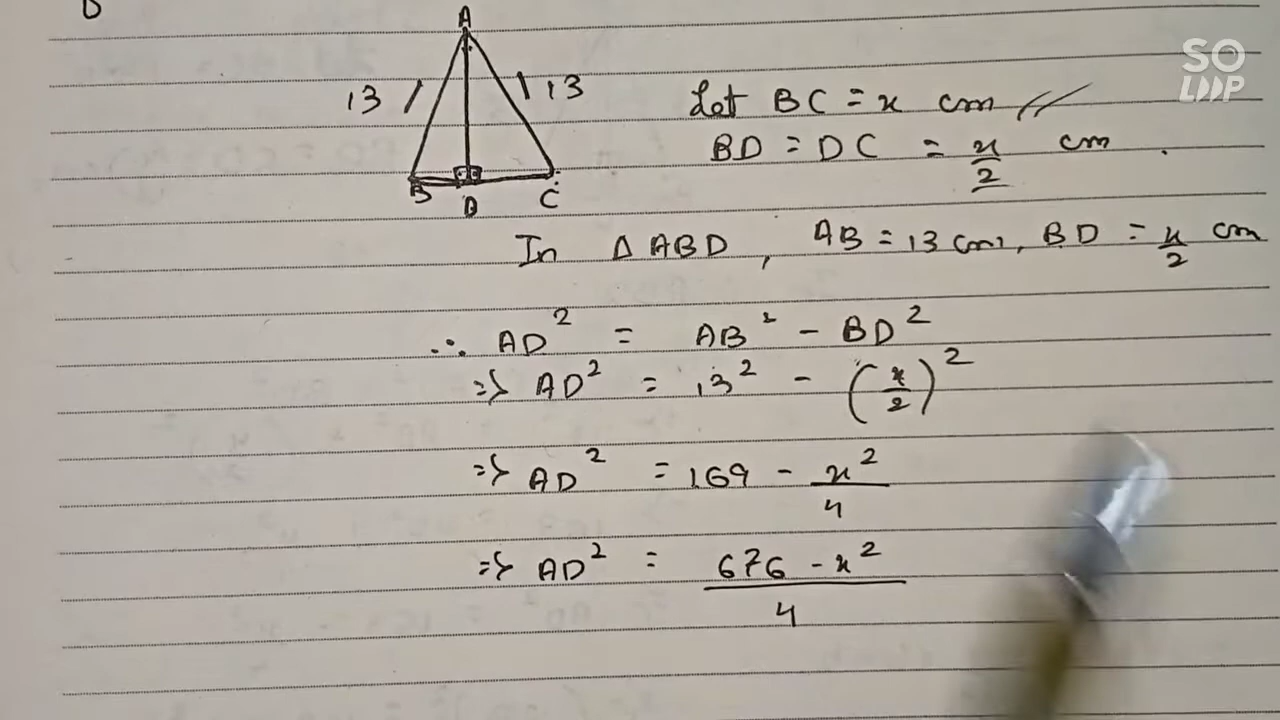 D
A
13 13
B D C
SO
LOOP
Let BC = x cm //
BD = DC = x/2 cm .
In Δ ABD , AB = 13 cm, BD = x/2 cm
∴ AD² = AB² - BD²
=> AD² = 13² - (x/2)²
=> AD² = 169 - x²/4
=> AD² = 676 - x²/4